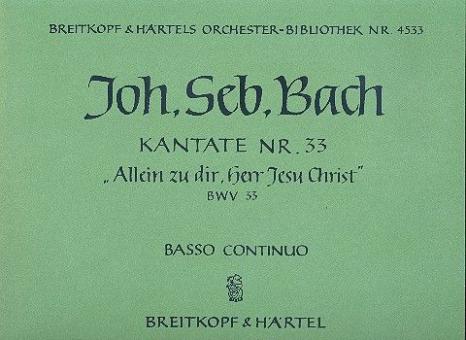 BREITKOPF & HÄRTELS ORCHESTER-BIBLIOTHEK NR. 4533
Joh. Seb. Bach
KANTATE NR. 33
„Allein zu dir, Herr Jesu Christ"
BWV 33
BASSO CONTINUO
BREITKOPF & HÄRTEL